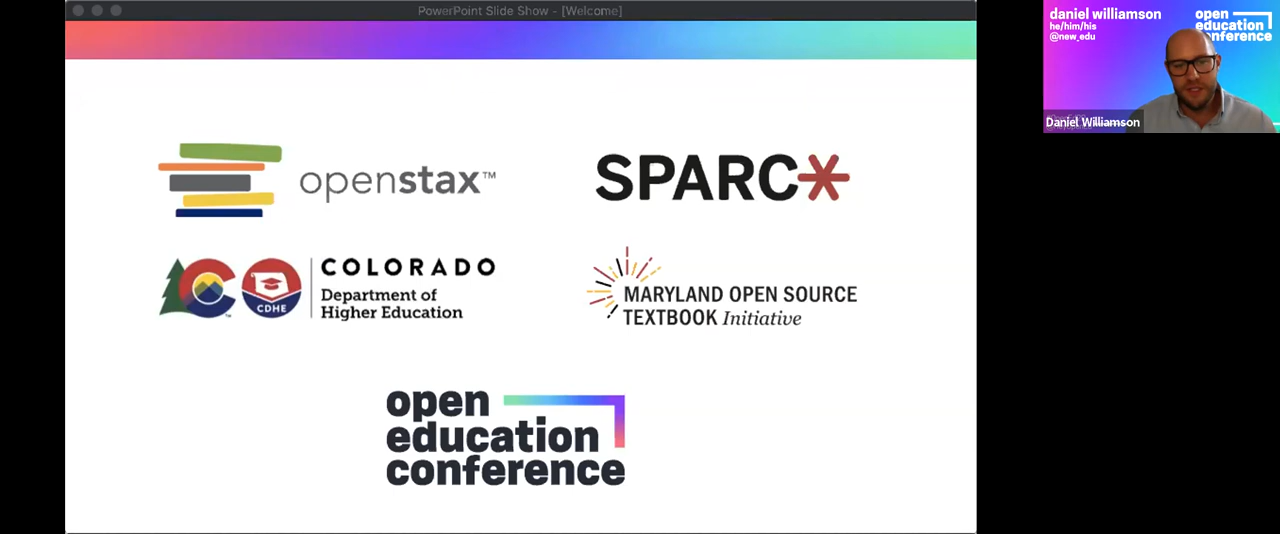 PowerPoint Slide Show - [Welcome]
openstax™
SPARC
CDHE
COLORADO
Department of
Higher Education
MARYLAND OPEN SOURCE
TEXTBOOK Initiative
open
education
conference
daniel williamson
he/him/his
@new_edu
open
education
conference
Daniel Williamson